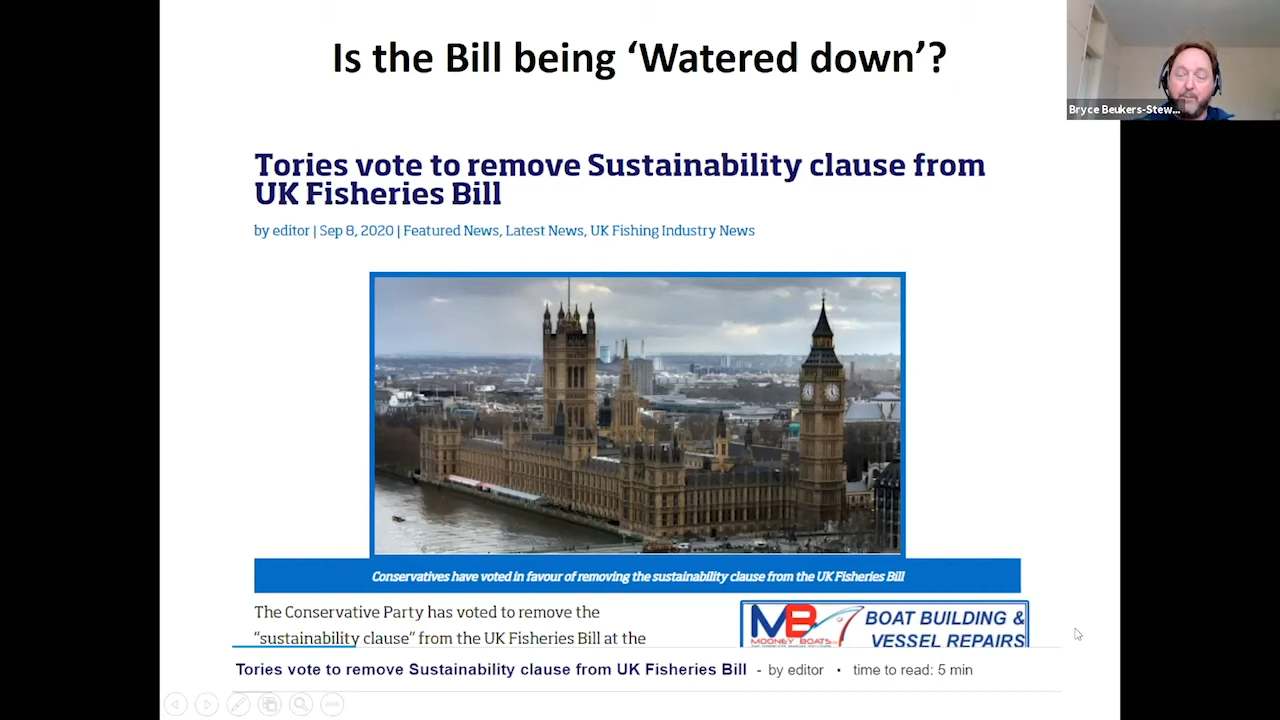 Is the Bill being ‘Watered down’?
Bryce Beukers-Stew...
Tories vote to remove Sustainability clause from
UK Fisheries Bill
by editor | Sep 8, 2020 | Featured News, Latest News, UK Fishing Industry News
Conservatives have voted in favour of removing the sustainability clause from the UK Fisheries Bill
The Conservative Party has voted to remove the
“sustainability clause” from the UK Fisheries Bill at the
MB
MOONEY BOATS
BOAT BUILDING &
VESSEL REPAIRS
Tories vote to remove Sustainability clause from UK Fisheries Bill - by editor · time to read: 5 min